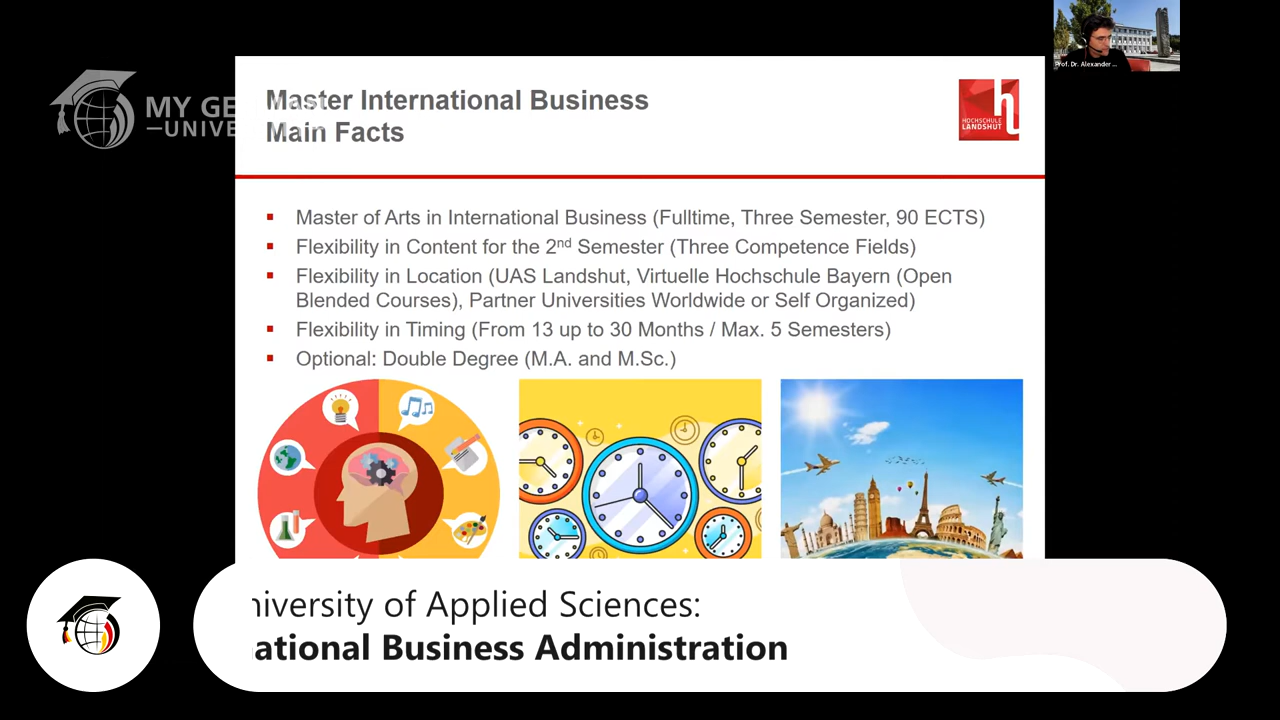 Prof. Dr. Alexander ...
MY GE
–UNIVE
Master International Business
Main Facts
HOCHSCHULE
LANDSHUT
Master of Arts in International Business (Fulltime, Three Semester, 90 ECTS)
Flexibility in Content for the 2nd Semester (Three Competence Fields)
Flexibility in Location (UAS Landshut, Virtuelle Hochschule Bayern (Open
Blended Courses), Partner Universities Worldwide or Self Organized)
Flexibility in Timing (From 13 up to 30 Months / Max. 5 Semesters)
Optional: Double Degree (M.A. and M.Sc.)
niversity of Applied Sciences:
ational Business Administration